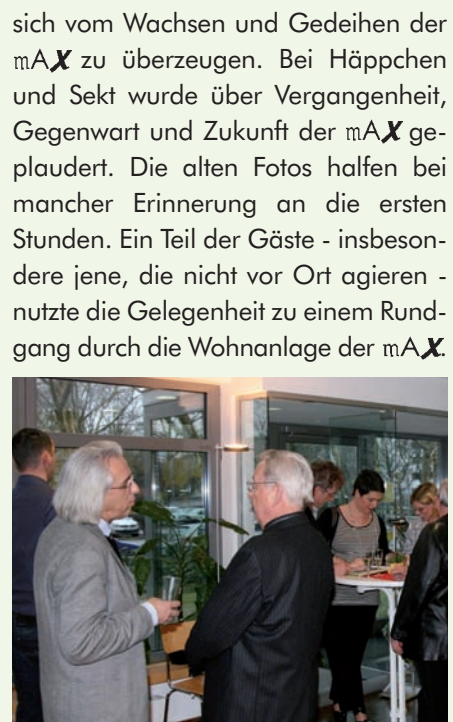 sich vom Wachsen und Gedeihen der
mAX zu überzeugen. Bei Häppchen
und Sekt wurde über Vergangenheit,
Gegenwart und Zukunft der mAX ge-
plaudert. Die alten Fotos halfen bei
mancher Erinnerung an die ersten
Stunden. Ein Teil der Gäste - insbeson-
dere jene, die nicht vor Ort agieren -
nutzte die Gelegenheit zu einem Rund-
gang durch die Wohnanlage der mAX.